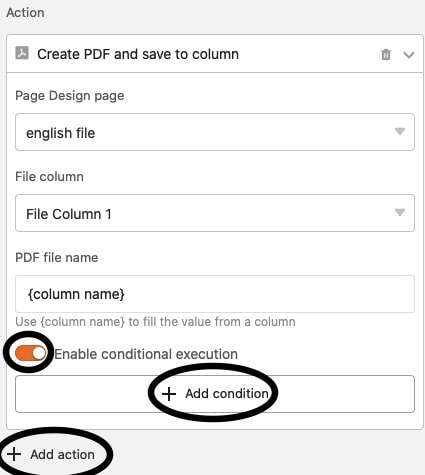 Action
Create PDF and save to column
Page Design page
english file
File column
File Column 1
PDF file name
{column name}
Use {column name} to fill the value from a column
Enable conditional execution
+ Add condition
+ Add action